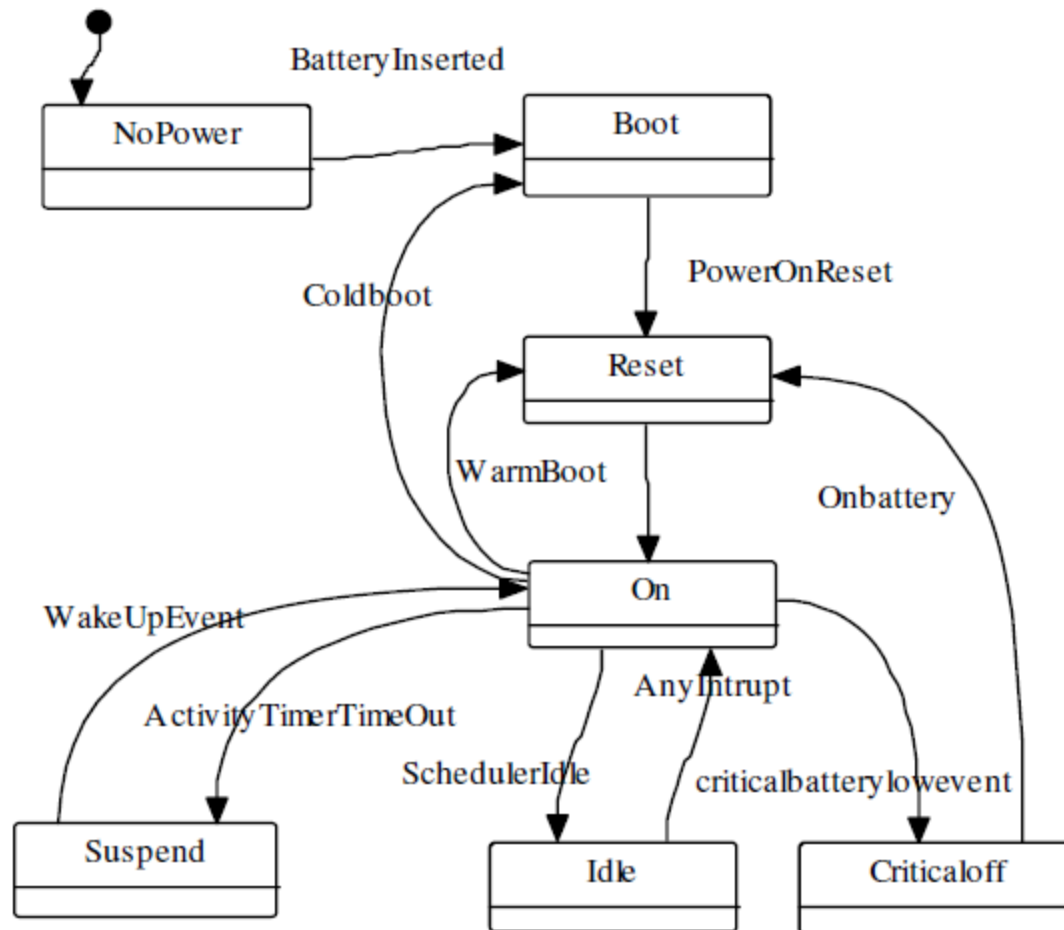 BatteryInserted
NoPower
Boot
PowerOnReset
Coldboot
Reset
WarmBoot
Onbattery
On
WakeUpEvent
AnyIntrupt
ActivityTimerTimeOut
SchedulerIdle
criticalbatterylowevent
Suspend
Idle
Criticaloff